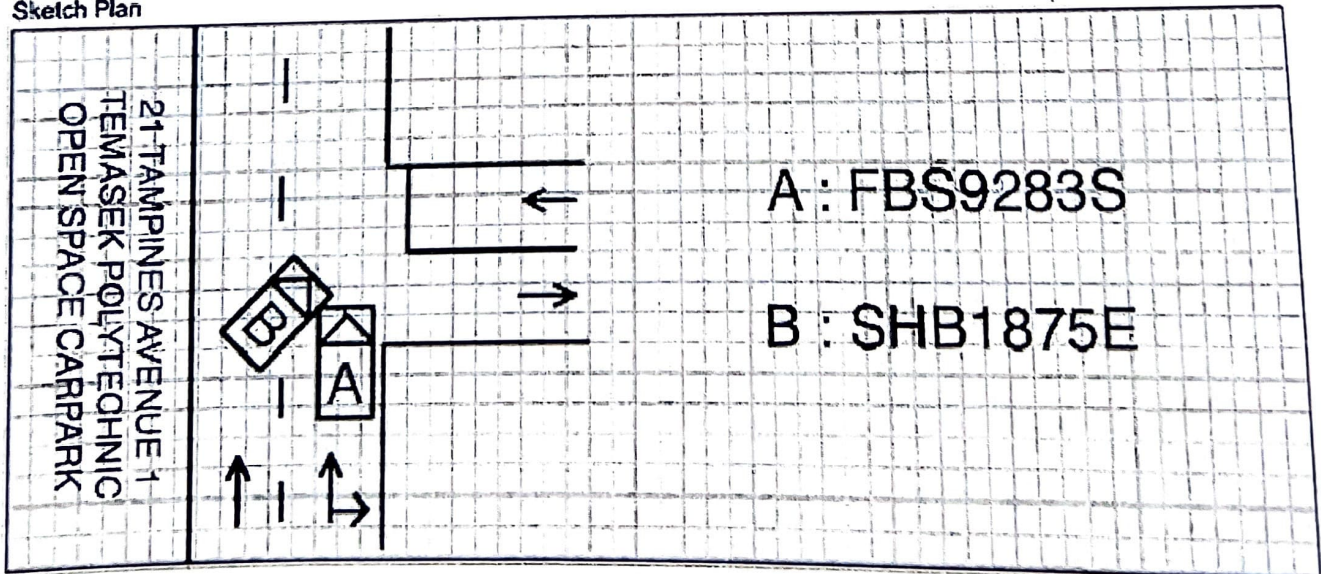 Sketch Plan
21 TAMPINES AVENUE 1
TEMASEK POLYTECHNIC
OPEN SPACE CARPARK
B
A
A : FBS9283S
B : SHB1875E